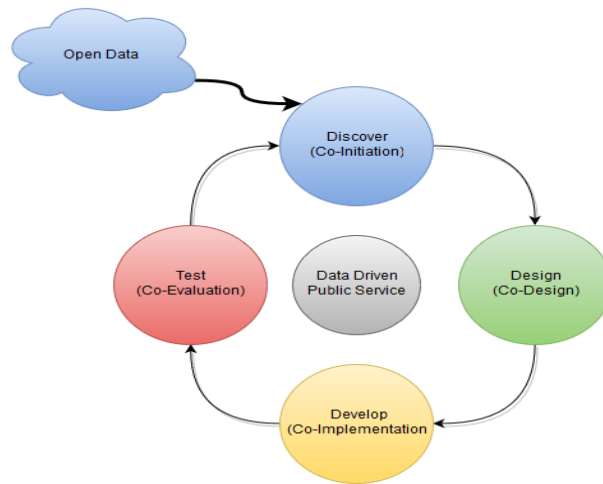 Open Data
Discover
(Co-Initiation)
Test
(Co-Evaluation)
Data Driven
Public Service
Design
(Co-Design)
Develop
(Co-Implementation